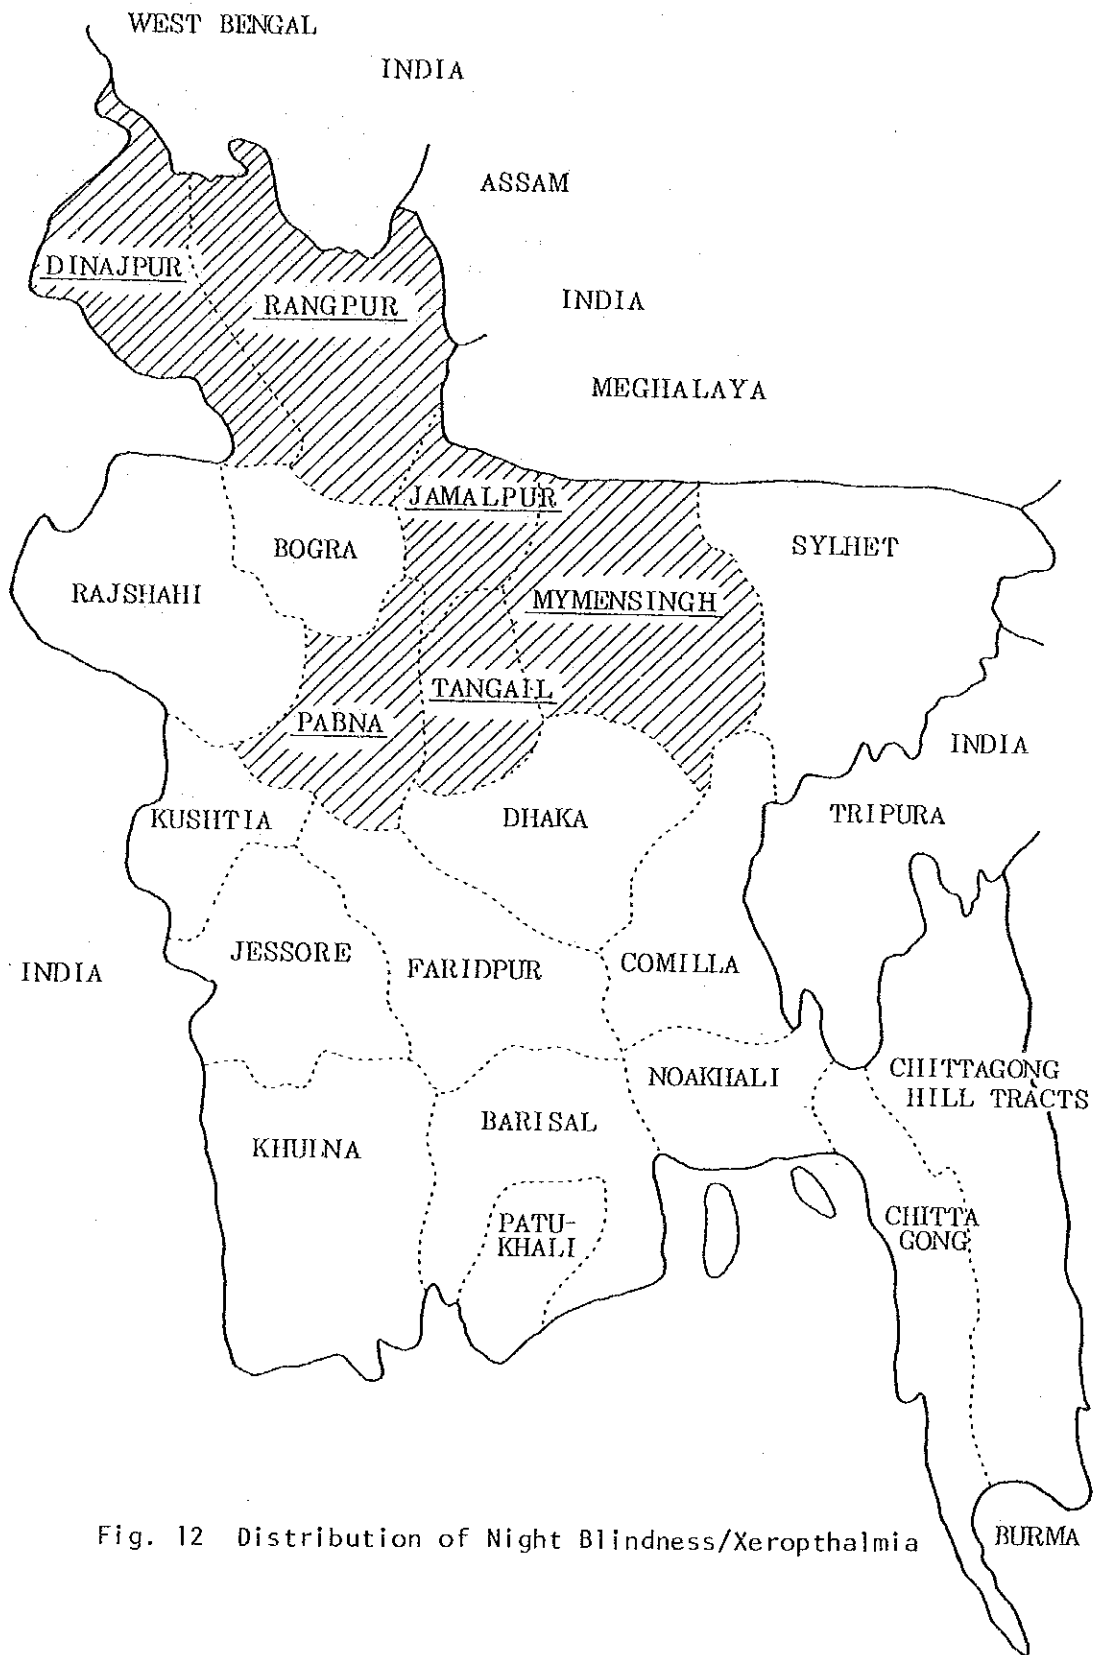 WEST BENGAL
INDIA
ASSAM
DINAJPUR
RANGPUR
INDIA
MEGHALAYA
JAMALPUR
BOGRA
SYLHET
RAJSHAHI
MYMENSINGH
TANGAIL
PABNA
INDIA
KUSHTIA
DHAKA
TRIPURA
JESSORE
FARIDPUR
COMILLA
INDIA
NOAKHALI
CHITTAGONG
HILL TRACTS
BARISAL
KHUINA
PATU-
KHALI
CHITTA
GONG
Fig. 12 Distribution of Night Blindness/Xeropthalmia
BURMA